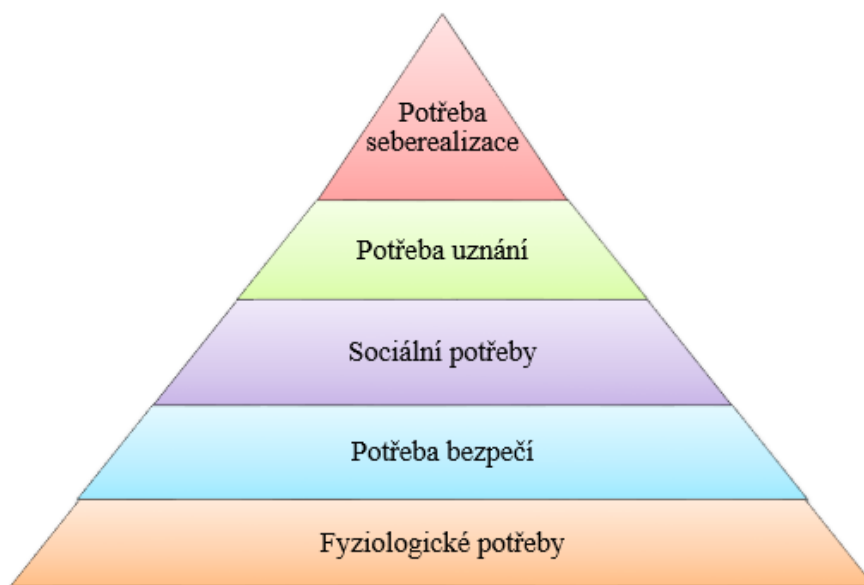 Potřeba
seberealizace
Potřeba uznání
Sociální potřeby
Potřeba bezpečí
Fyziologické potřeby